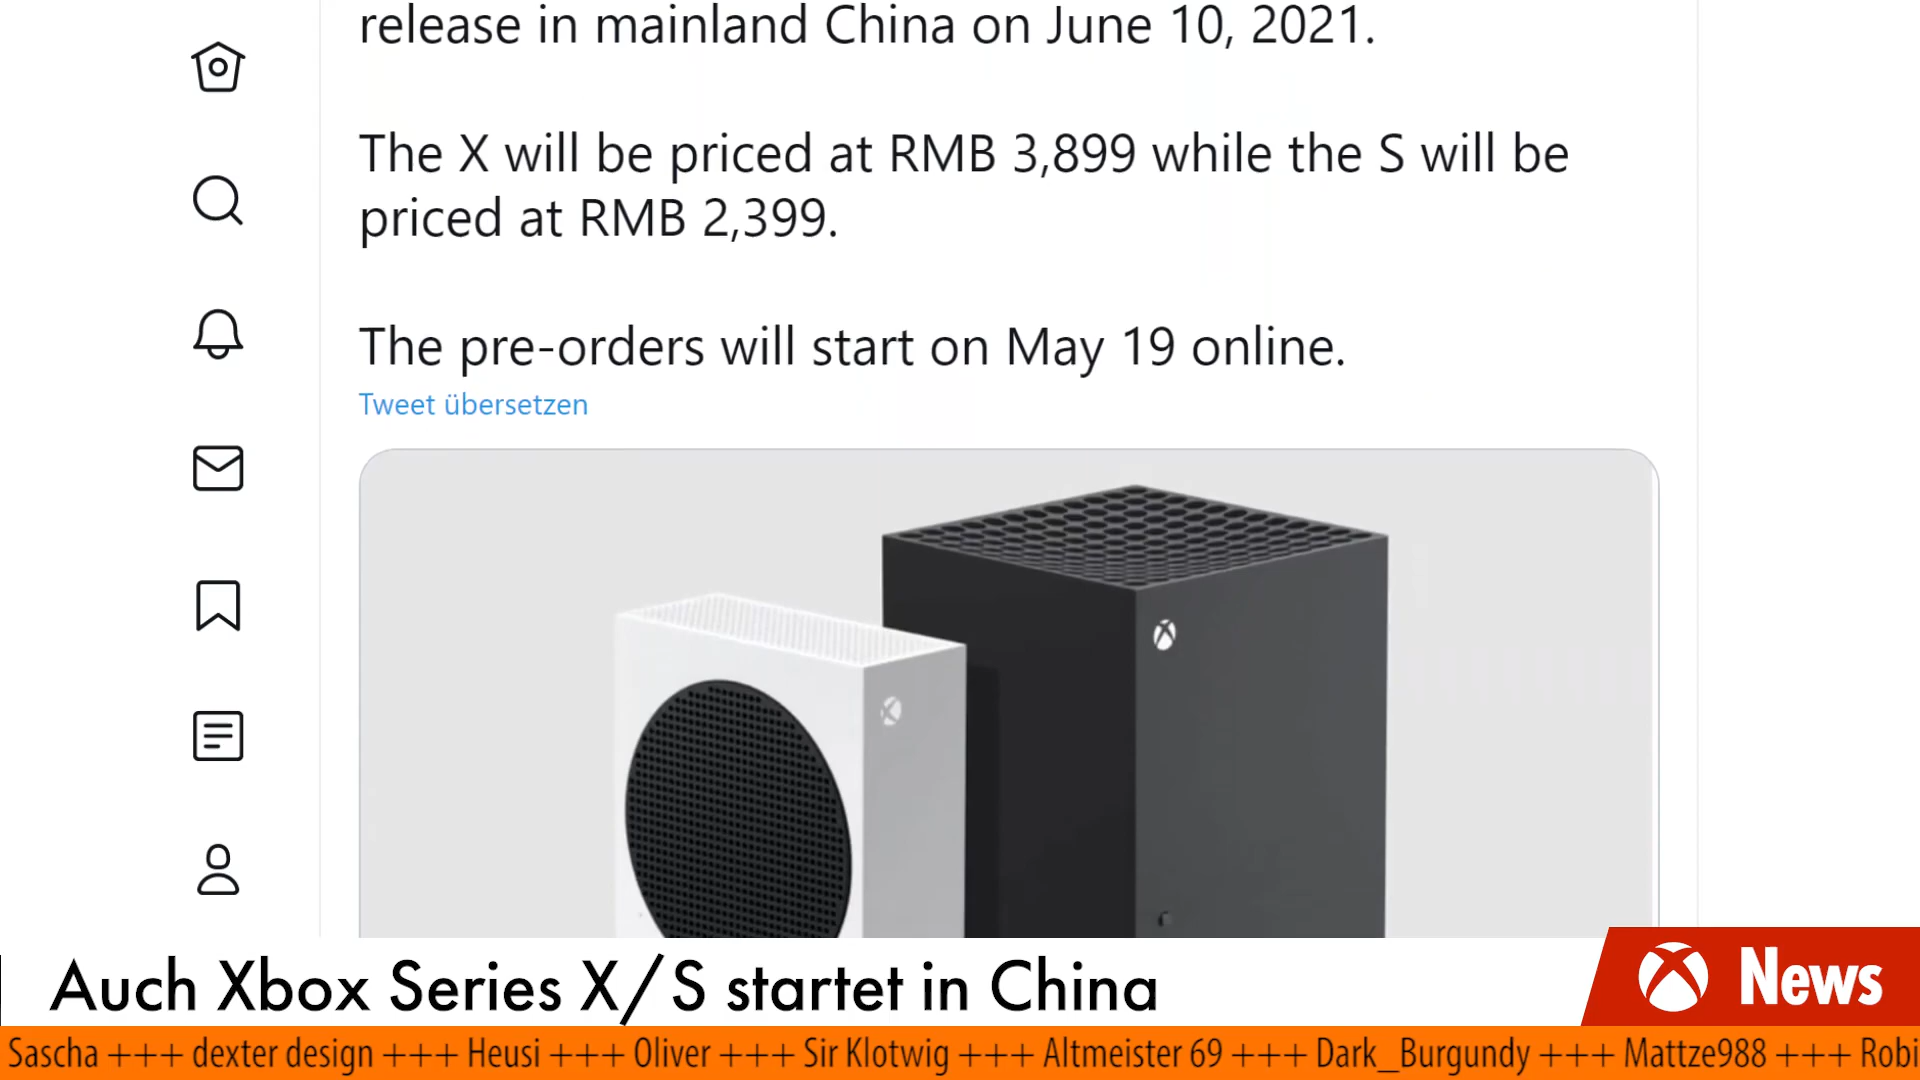 release in mainland China on June 10, 2021.
The X will be priced at RMB 3,899 while the S will be
priced at RMB 2,399.
The pre-orders will start on May 19 online.
Tweet übersetzen
Auch Xbox Series X/S startet in China
News
Sascha +++ dexter design +++ Heusi +++ Oliver +++ Sir Klotwig +++ Altmeister 69 +++ Dark_Burgundy +++ Mattze988 +++ Robi